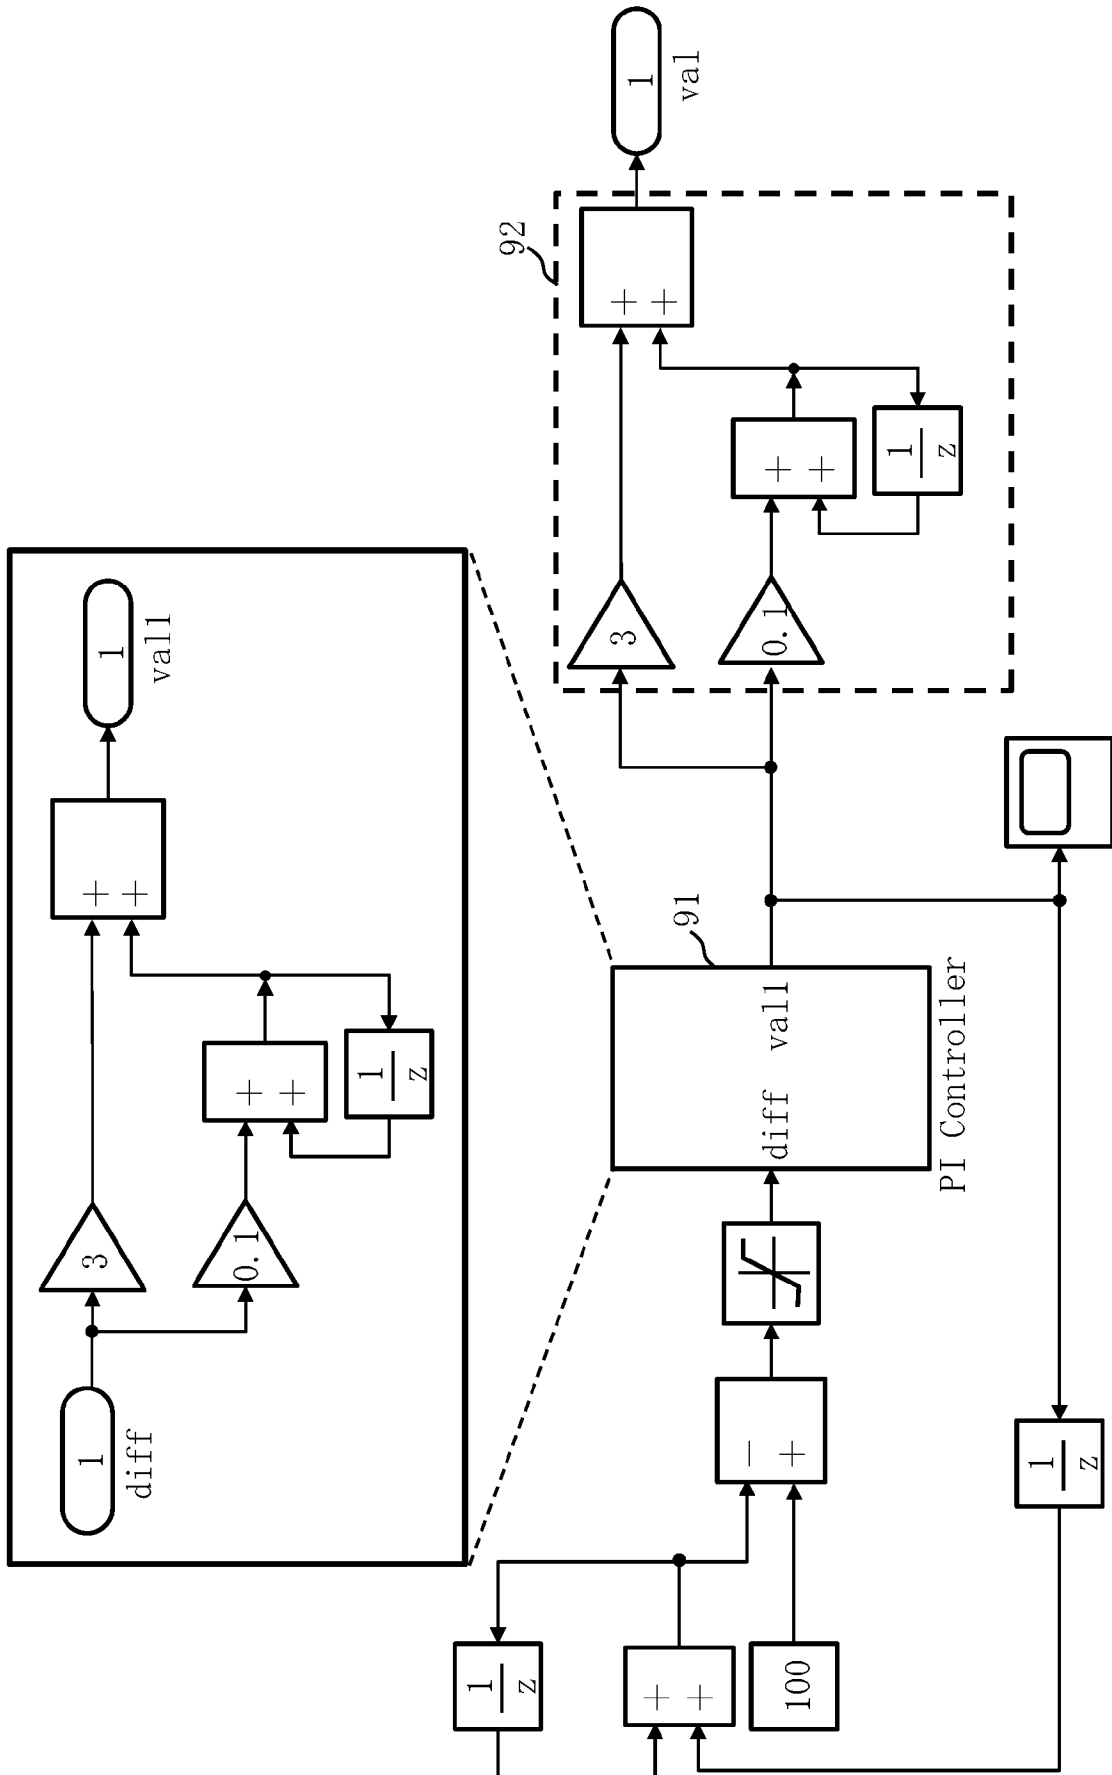 1
diff
3
0.1
+
+
1
z
+
+
1
val1
1
z
+
+
100
−
+
diff val1
PI Controller
91
1
z
3
0.1
+
+
1
z
+
+
92
1
val